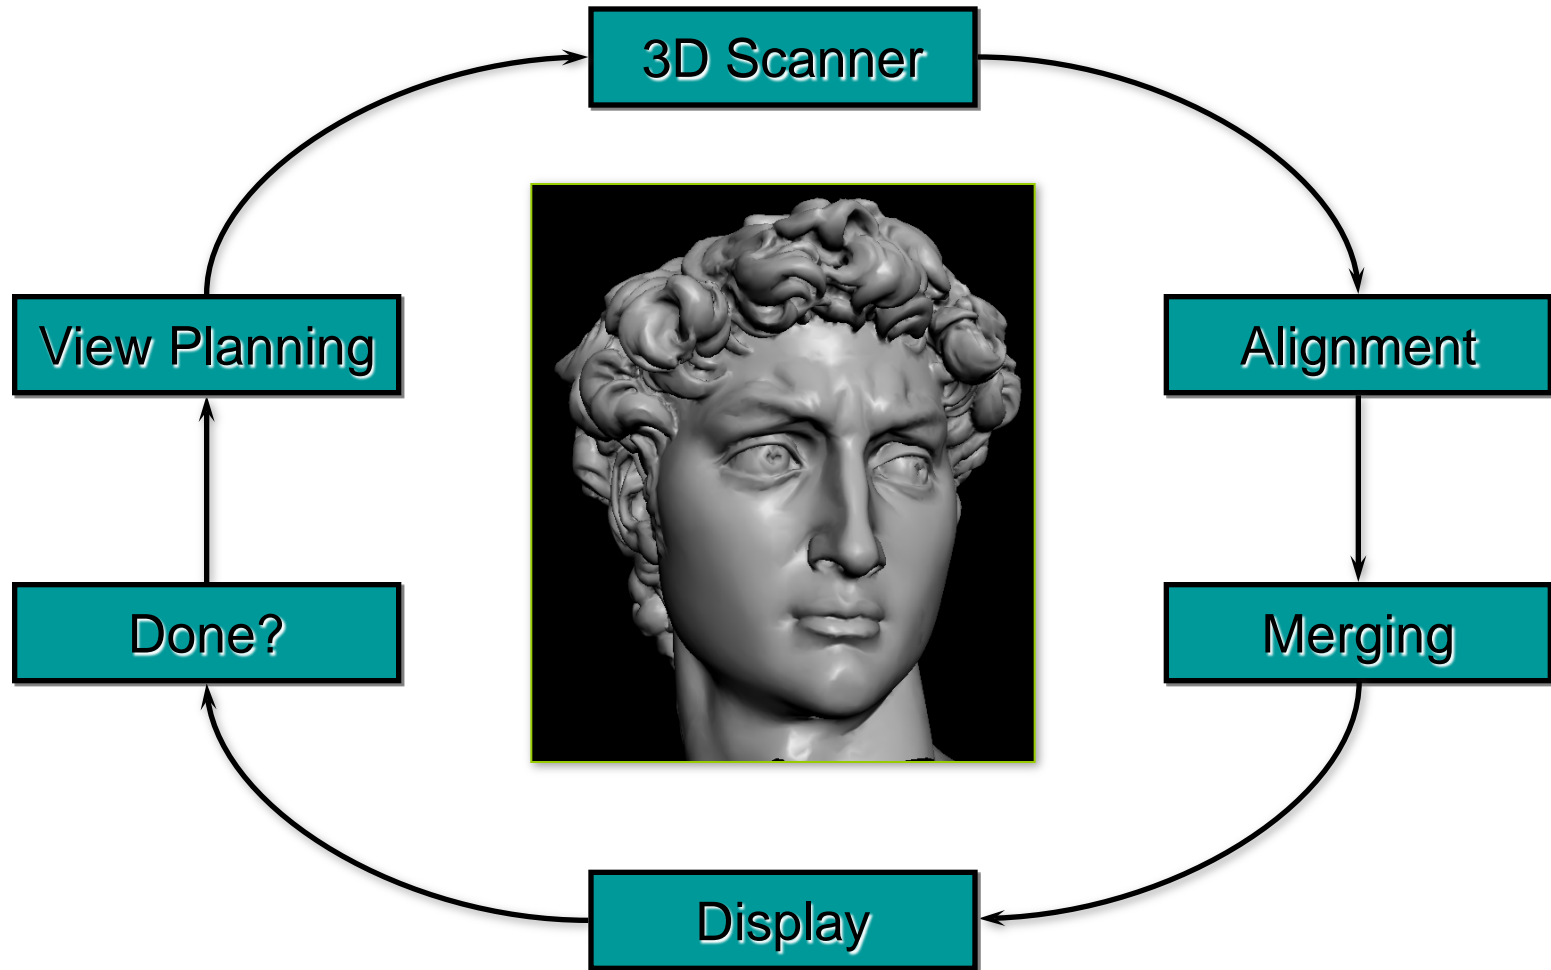 3D Scanner
View Planning
Alignment
Done?
Merging
Display